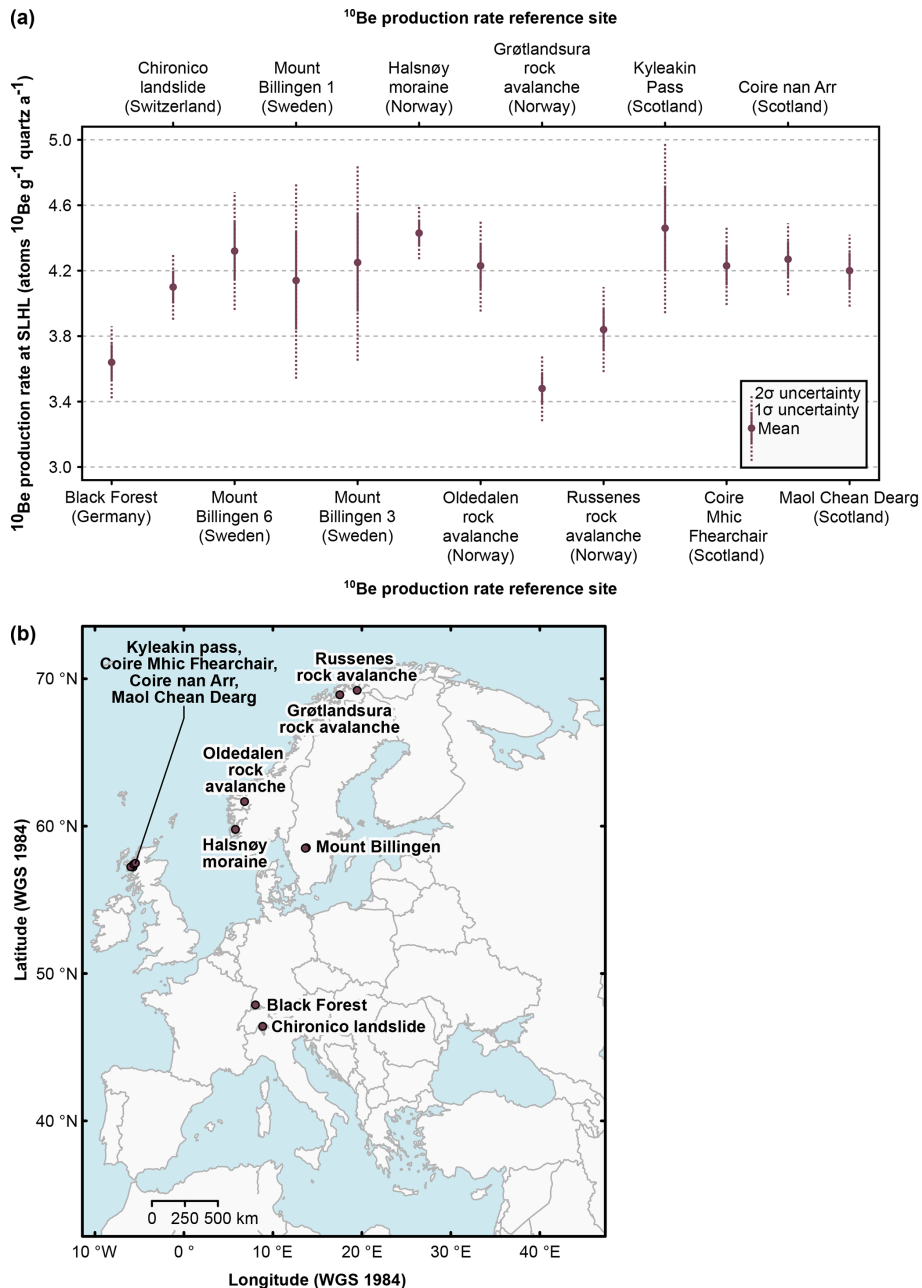 (a)
¹⁰Be production rate reference site
Chironico
landslide
(Switzerland)
Mount
Billingen 1
(Sweden)
Halsnøy
moraine
(Norway)
Grøtlandsura
rock
avalanche
(Norway)
Kyleakin
Pass
(Scotland)
Coire nan Arr
(Scotland)
¹⁰Be production rate at SLHL (atoms ¹⁰Be g⁻¹ quartz a⁻¹)
5.0
4.6
4.2
3.8
3.4
3.0
2σ uncertainty
1σ uncertainty
Mean
Black Forest
(Germany)
Mount
Billingen 6
(Sweden)
Mount
Billingen 3
(Sweden)
Oldedalen
rock
avalanche
(Norway)
Russenes
rock
avalanche
(Norway)
Coire
Mhic
Fhearchair
(Scotland)
Maol Chean Dearg
(Scotland)
¹⁰Be production rate reference site
(b)
Kyleakin pass,
Coire Mhic Fhearchair,
Coire nan Arr,
Maol Chean Dearg
Russenes
rock avalanche
Grøtlandsura
rock avalanche
Oldedalen
rock
avalanche
Halsnøy
moraine
Mount Billingen
Black Forest
Chironico landslide
Latitude (WGS 1984)
70 °N
60 °N
50 °N
40 °N
0 250 500 km
10 °W
0 °
10 °E
20 °E
30 °E
40 °E
Longitude (WGS 1984)